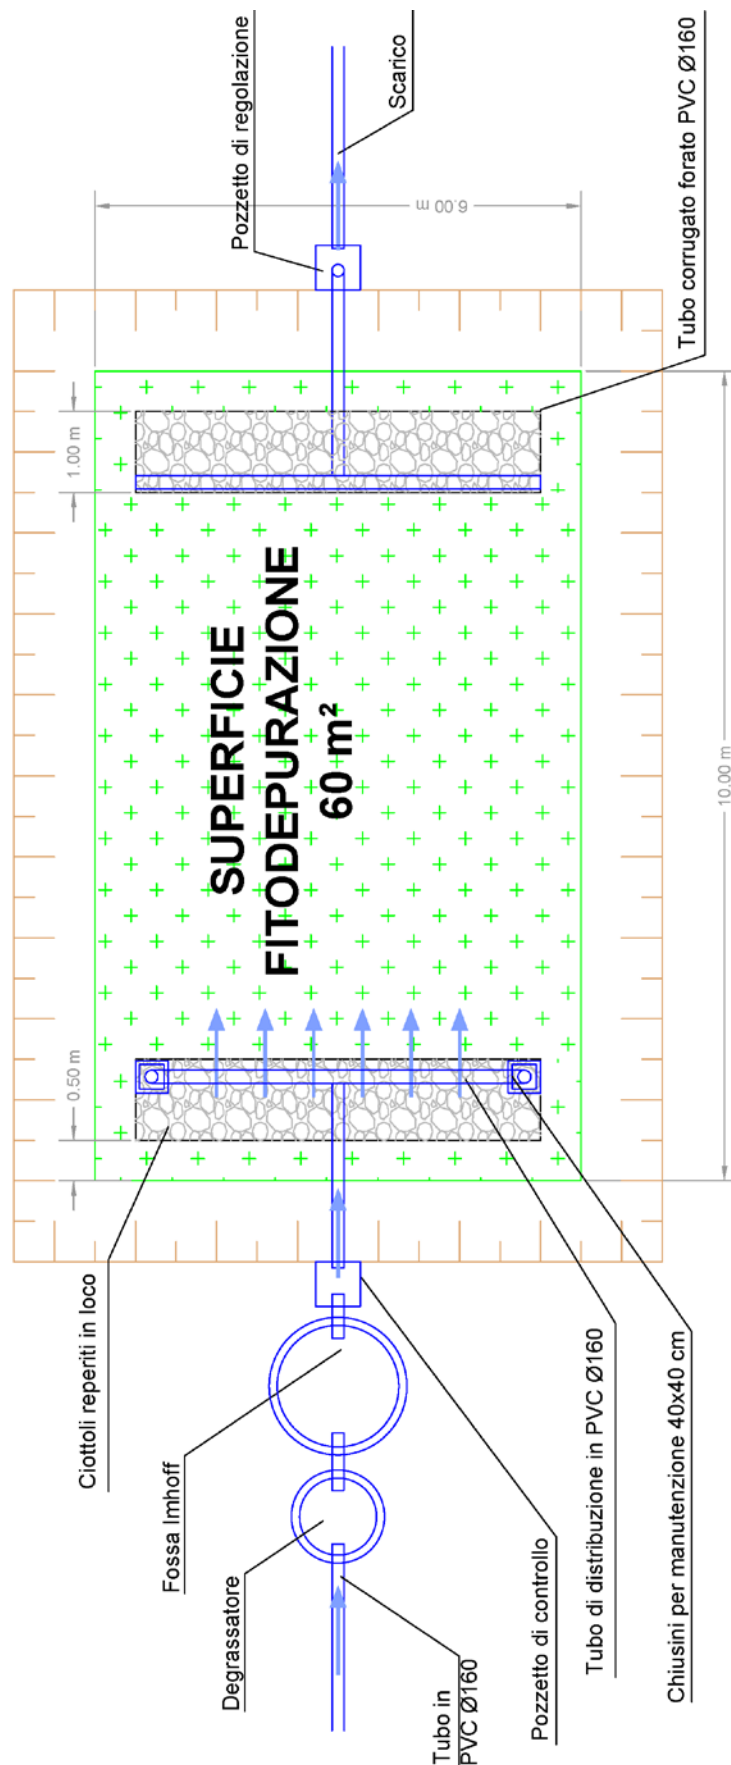 Pozzetto di regolazione
Scarico
Tubo corrugato forato PVC Ø160
6.00 m
1.00 m
SUPERFICIE
FITODEPURAZIONE
60 m²
10.00 m
0.50 m
Ciottoli reperiti in loco
Fossa Imhoff
Degrassatore
Tubo in
PVC Ø160
Pozzetto di controllo
Tubo di distribuzione in PVC Ø160
Chiusini per manutenzione 40x40 cm